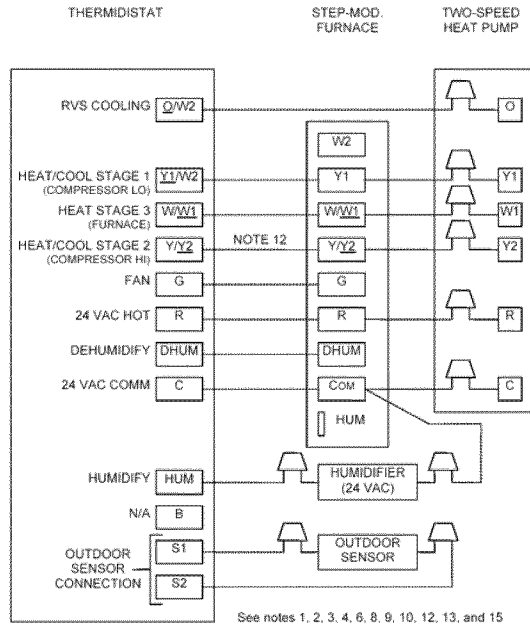 THERMIDISTAT
STEP-MOD. FURNACE
TWO-SPEED HEAT PUMP
RVS COOLING
O/W2
O
W2
HEAT/COOL STAGE 1
(COMPRESSOR LO)
Y1/W2
Y1
Y1
HEAT STAGE 3
(FURNACE)
W/W1
W/W1
W1
HEAT/COOL STAGE 2
(COMPRESSOR HI)
Y/Y2
NOTE 12
Y/Y2
Y2
FAN
G
G
24 VAC HOT
R
R
R
DEHUMIDIFY
DHUM
DHUM
24 VAC COMM
C
COM
C
HUM
HUMIDIFY
HUM
HUMIDIFIER
(24 VAC)
N/A
B
OUTDOOR
SENSOR
CONNECTION
S1
S2
OUTDOOR
SENSOR
See notes 1, 2, 3, 4, 6, 8, 9, 10, 12, 13, and 15